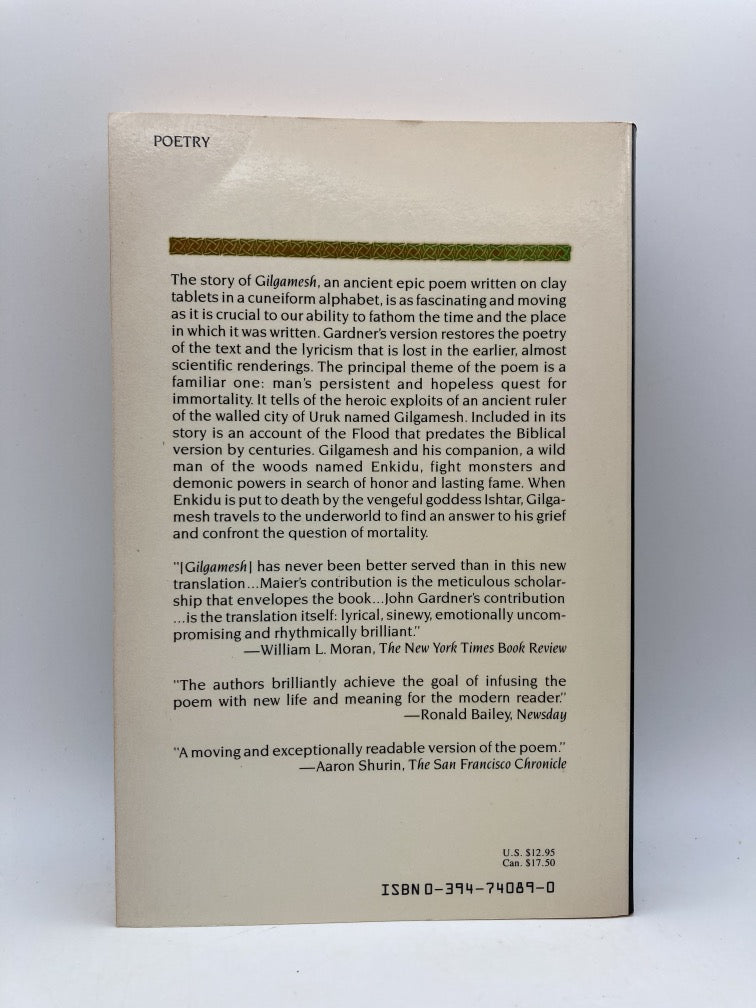 POETRY
The story of Gilgamesh, an ancient epic poem written on clay
tablets in a cuneiform alphabet, is as fascinating and moving
as it is crucial to our ability to fathom the time and the place
in which it was written. Gardner's version restores the poetry
of the text and the lyricism that is lost in the earlier, almost
scientific renderings. The principal theme of the poem is a
familiar one: man's persistent and hopeless quest for
immortality. It tells of the heroic exploits of an ancient ruler
of the walled city of Uruk named Gilgamesh. Included in its
story is an account of the Flood that predates the Biblical
version by centuries. Gilgamesh and his companion, a wild
man of the woods named Enkidu, fight monsters and
demonic powers in search of honor and lasting fame. When
Enkidu is put to death by the vengeful goddess Ishtar, Gilga-
mesh travels to the underworld to find an answer to his grief
and confront the question of mortality.
"[Gilgamesh] has never been better served than in this new
translation...Maier's contribution is the meticulous scholar-
ship that envelopes the book...John Gardner's contribution
...is the translation itself: lyrical, sinewy, emotionally uncom-
promising and rhythmically brilliant."
—William L. Moran, The New York Times Book Review
"The authors brilliantly achieve the goal of infusing the
poem with new life and meaning for the modern reader."
—Ronald Bailey, Newsday
"A moving and exceptionally readable version of the poem."
—Aaron Shurin, The San Francisco Chronicle
U.S. $12.95
Can. $17.50
ISBN 0-394-74089-0